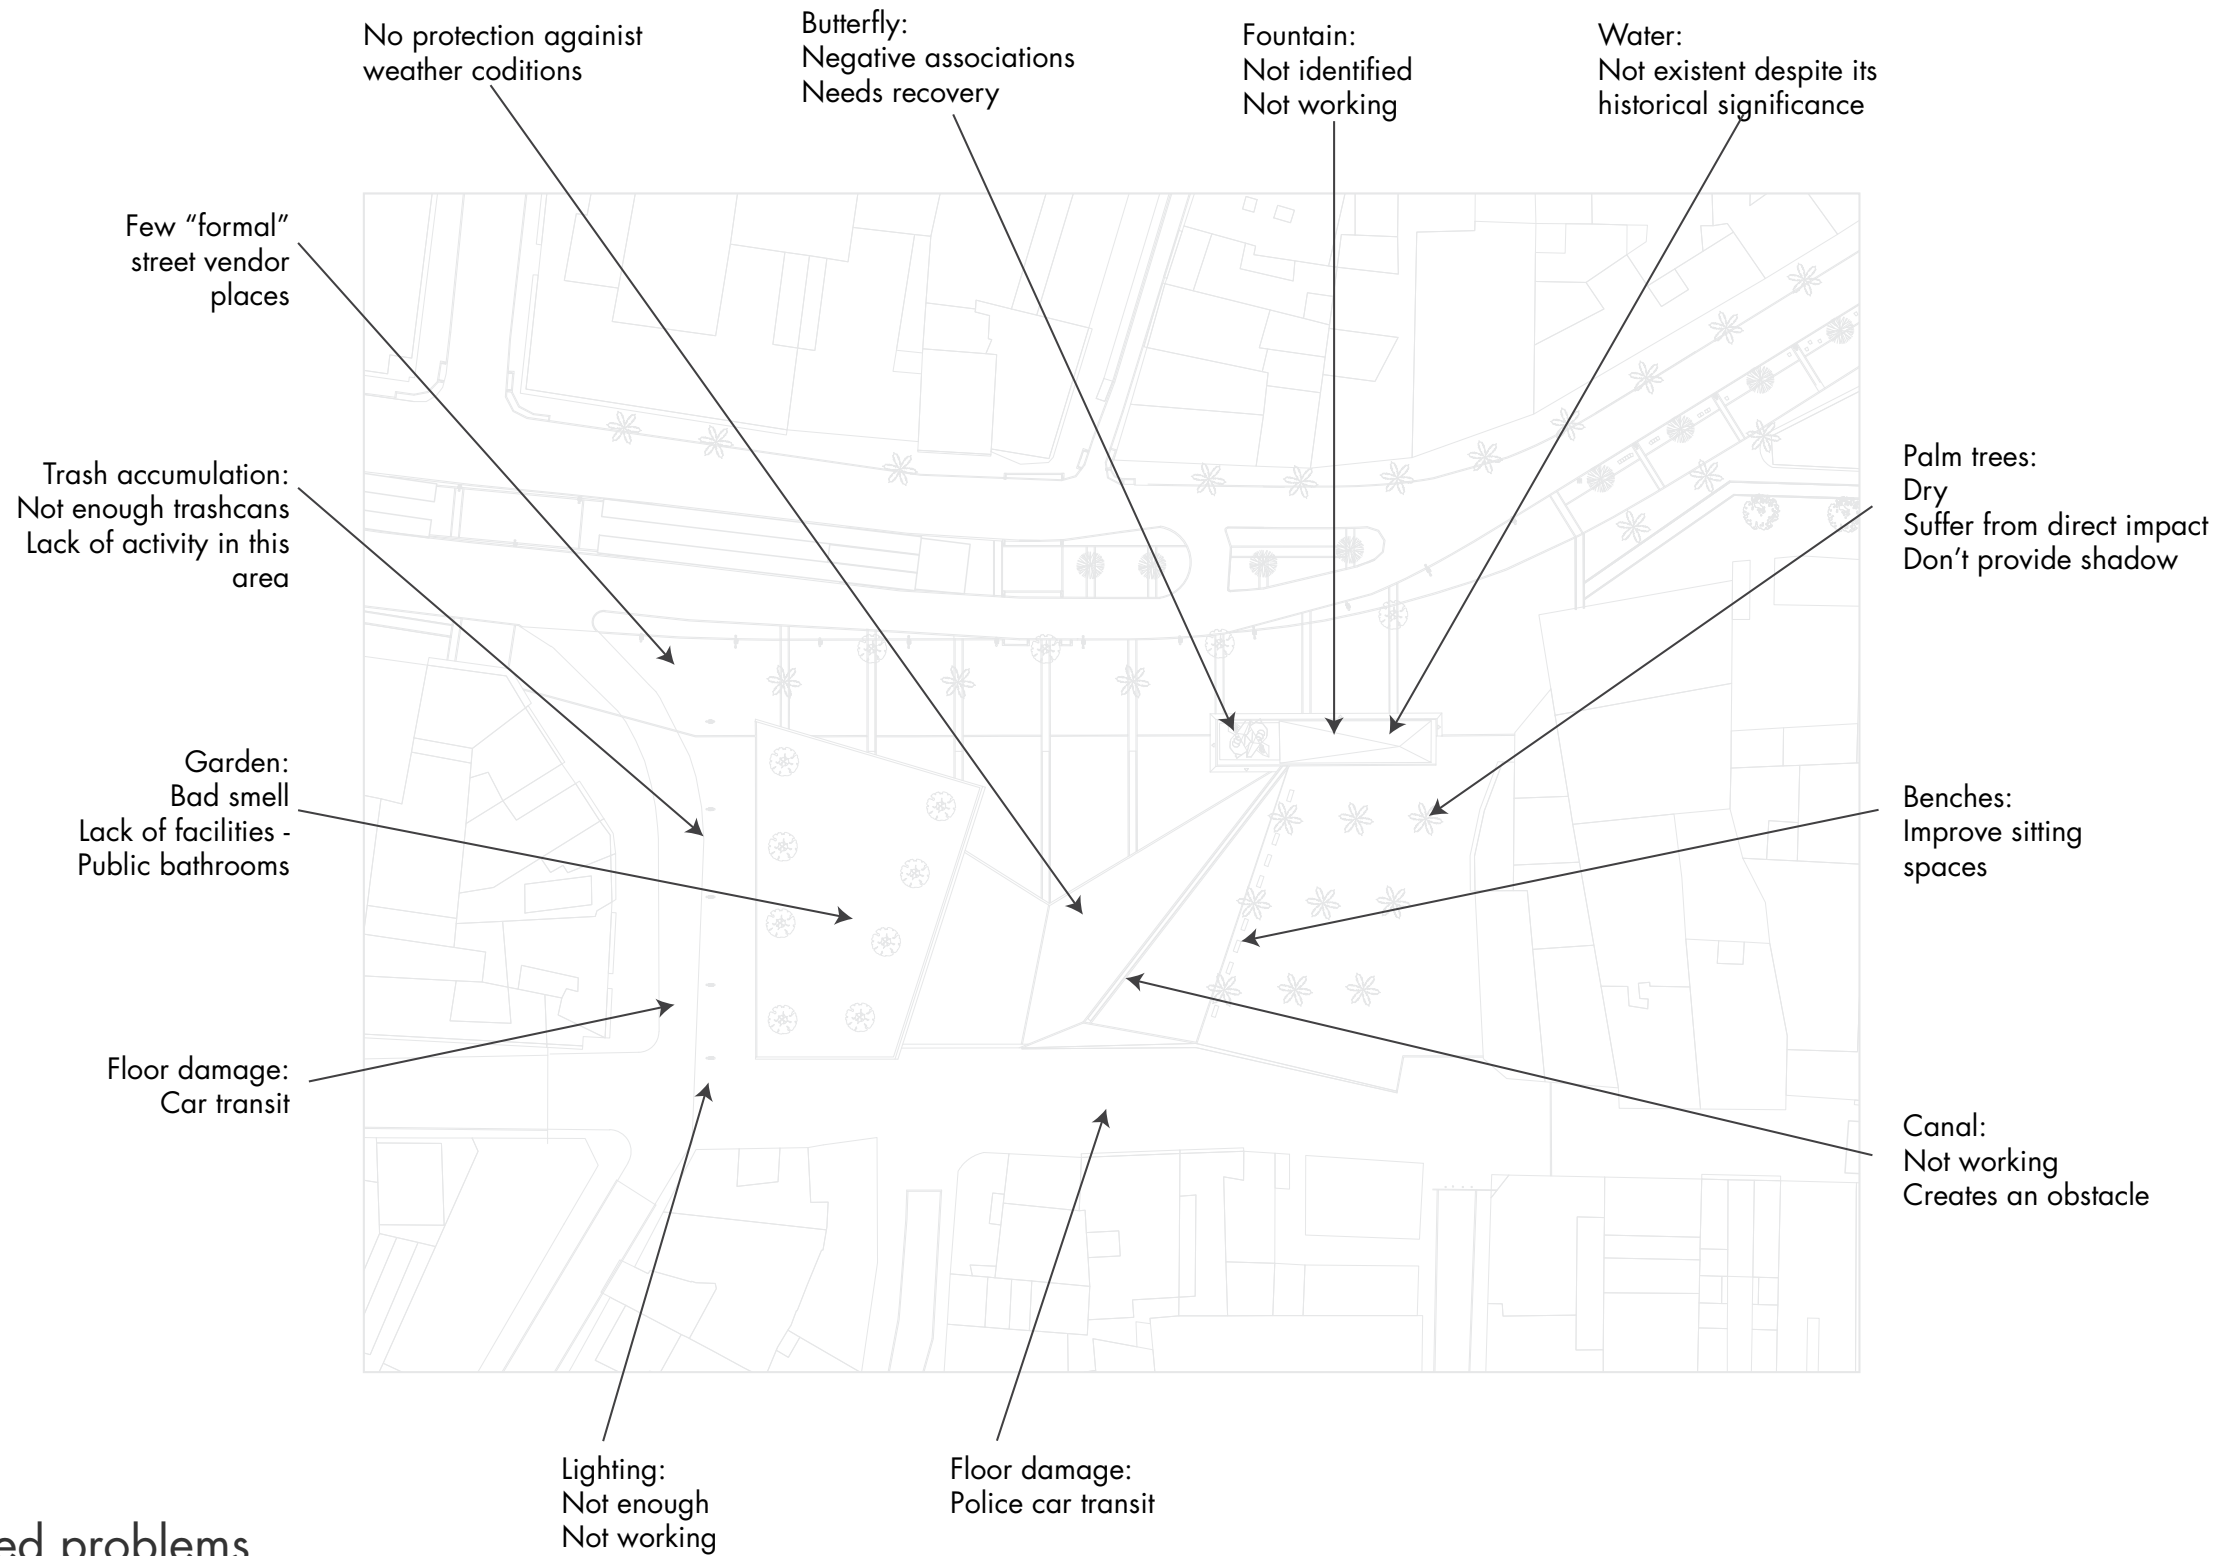 No protection againist
weather coditions
Butterfly:
Negative associations
Needs recovery
Fountain:
Not identified
Not working
Water:
Not existent despite its
historical significance
Few “formal”
street vendor
places
Trash accumulation:
Not enough trashcans
Lack of activity in this
area
Palm trees:
Dry
Suffer from direct impact
Don’t provide shadow
Garden:
Bad smell
Lack of facilities -
Public bathrooms
Benches:
Improve sitting
spaces
Floor damage:
Car transit
Canal:
Not working
Creates an obstacle
Lighting:
Not enough
Not working
Floor damage:
Police car transit
problems